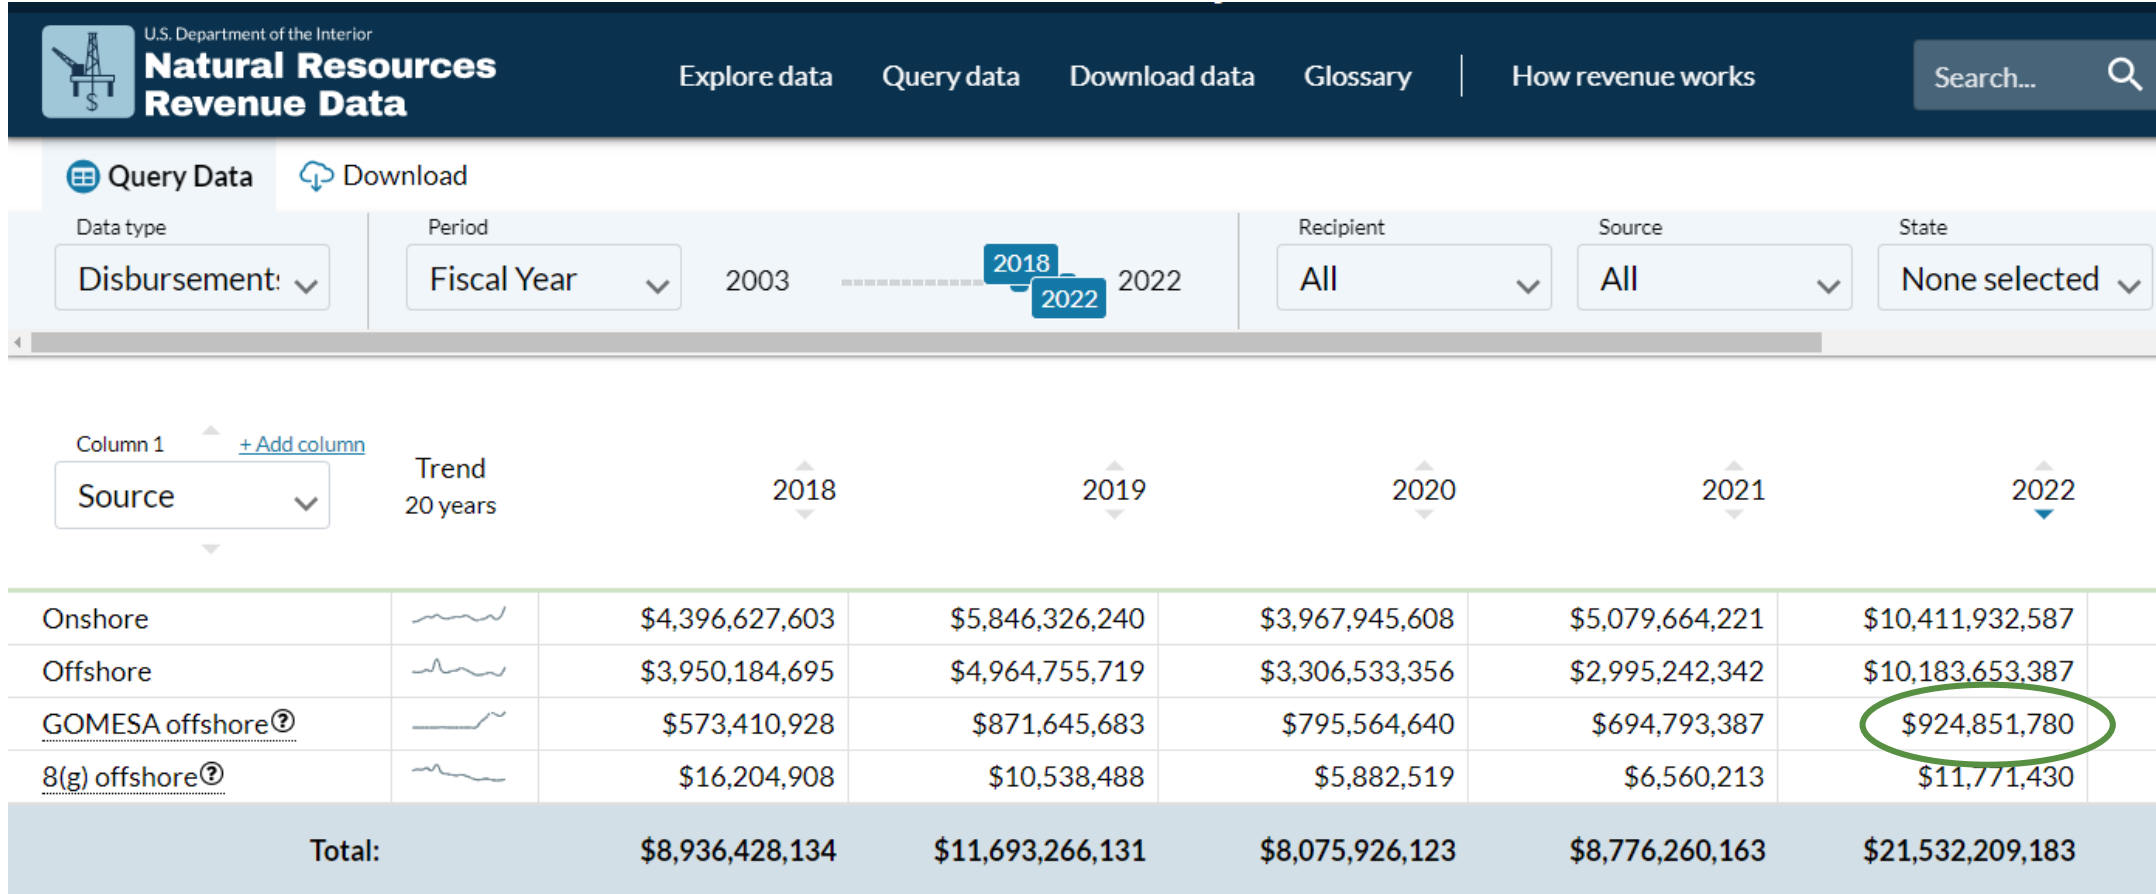 U.S. Department of the Interior
Natural Resources
Revenue Data
Explore data Query data Download data Glossary How revenue works Search...
Query Data Download
Data type Period Recipient Source State
Disbursements Fiscal Year 2003 2018 2022 2022 All All None selected
Column 1 + Add column
Source Trend 2018 2019 2020 2021 2022
20 years
Onshore $4,396,627,603 $5,846,326,240 $3,967,945,608 $5,079,664,221 $10,411,932,587
Offshore $3,950,184,695 $4,964,755,719 $3,306,533,356 $2,995,242,342 $10,183,653,387
GOMESA offshore? $573,410,928 $871,645,683 $795,564,640 $694,793,387 $924,851,780
8(g) offshore? $16,204,908 $10,538,488 $5,882,519 $6,560,213 $11,771,430
Total: $8,936,428,134 $11,693,266,131 $8,075,926,123 $8,776,260,163 $21,532,209,183